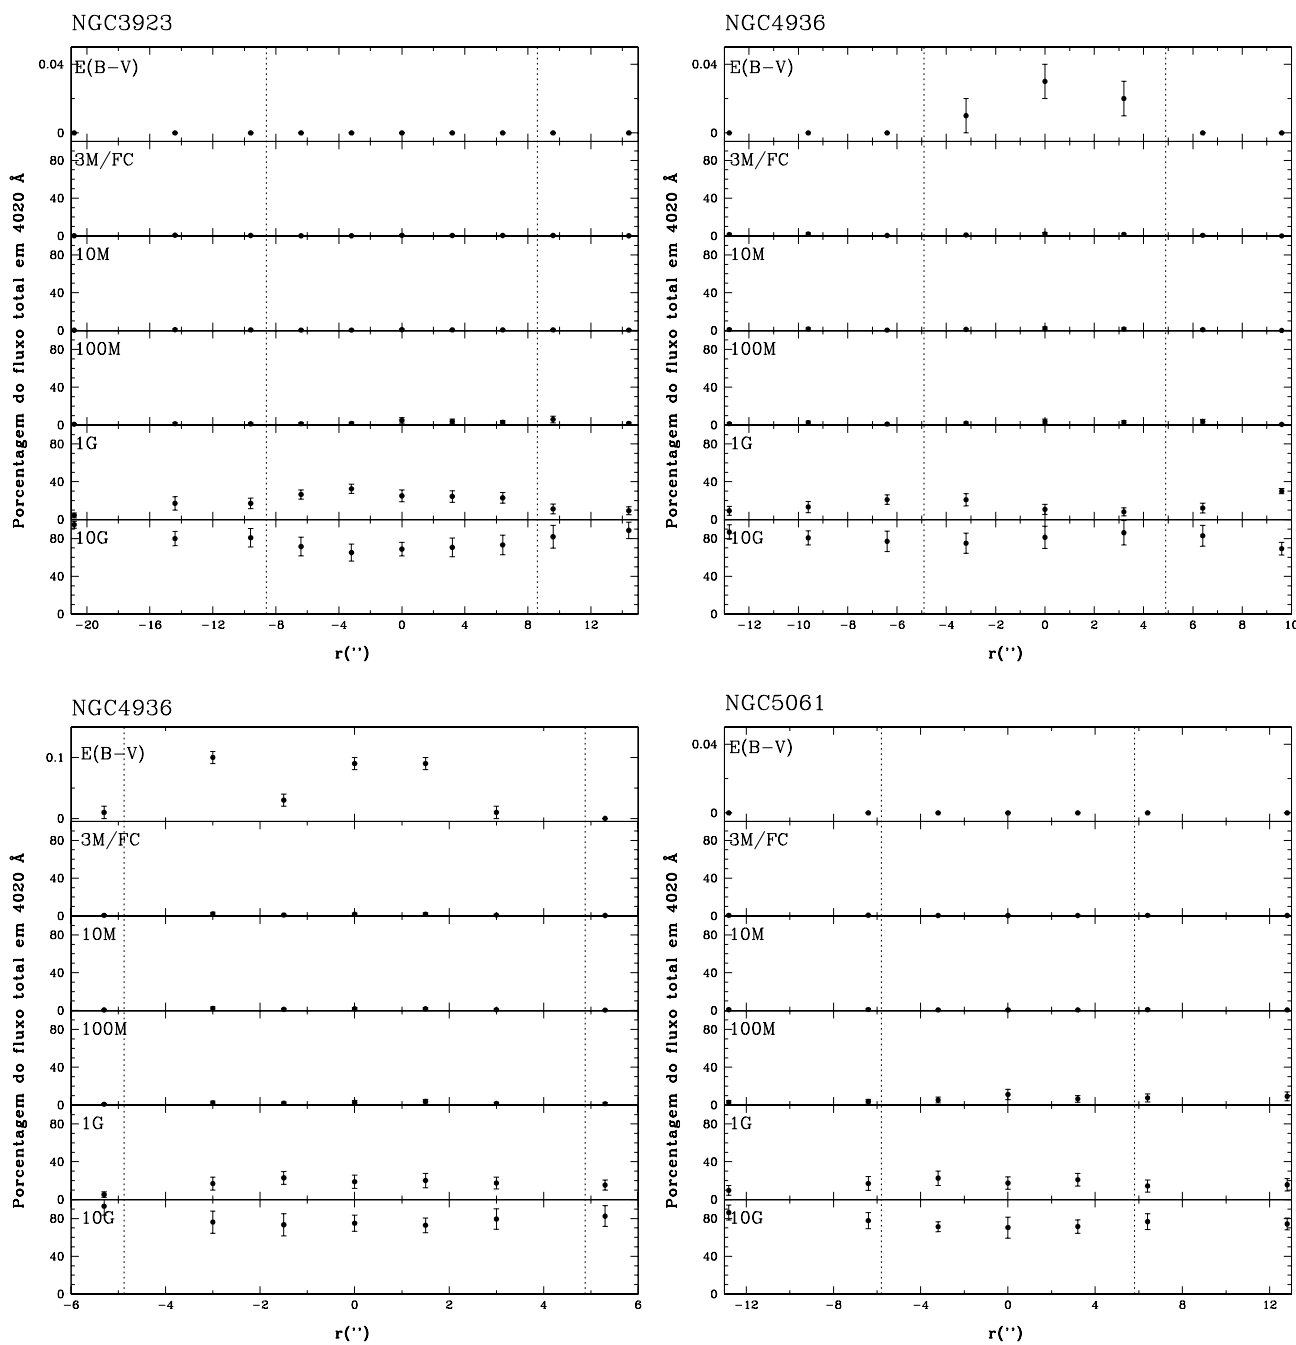 NGC3923
E(B−V)
0.04
0
3M/FC
80
40
0
10M
80
40
0
100M
80
40
0
1G
80
40
0
10G
80
40
0
−20 −16 −12 −8 −4 0 4 8 12
r(’’)
Porcentagem do fluxo total em 4020 Å
NGC4936
E(B−V)
0.04
0
3M/FC
80
40
0
10M
80
40
0
100M
80
40
0
1G
80
40
0
10G
80
40
0
−12 −10 −8 −6 −4 −2 0 2 4 6 8 10
r(’’)
Porcentagem do fluxo total em 4020 Å
NGC4936
E(B−V)
0.1
0
3M/FC
80
40
0
10M
80
40
0
100M
80
40
0
1G
80
40
0
10G
80
40
0
−6 −4 −2 0 2 4 6
r(’’)
Porcentagem do fluxo total em 4020 Å
NGC5061
E(B−V)
0.04
0
3M/FC
80
40
0
10M
80
40
0
100M
80
40
0
1G
80
40
0
10G
80
40
0
−12 −8 −4 0 4 8 12
r(’’)
Porcentagem do fluxo total em 4020 Å